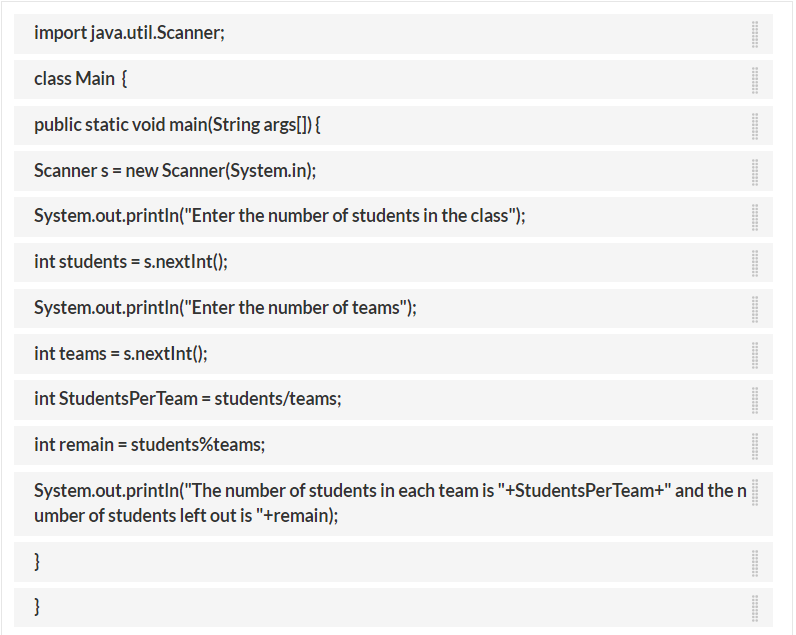 import java.util.Scanner;
class Main {
public static void main(String args[]) {
Scanner s = new Scanner(System.in);
System.out.println("Enter the number of students in the class");
int students = s.nextInt();
System.out.println("Enter the number of teams");
int teams = s.nextInt();
int StudentsPerTeam = students/teams;
int remain = students%teams;
System.out.println("The number of students in each team is "+StudentsPerTeam+" and the n
umber of students left out is "+remain);
}
}